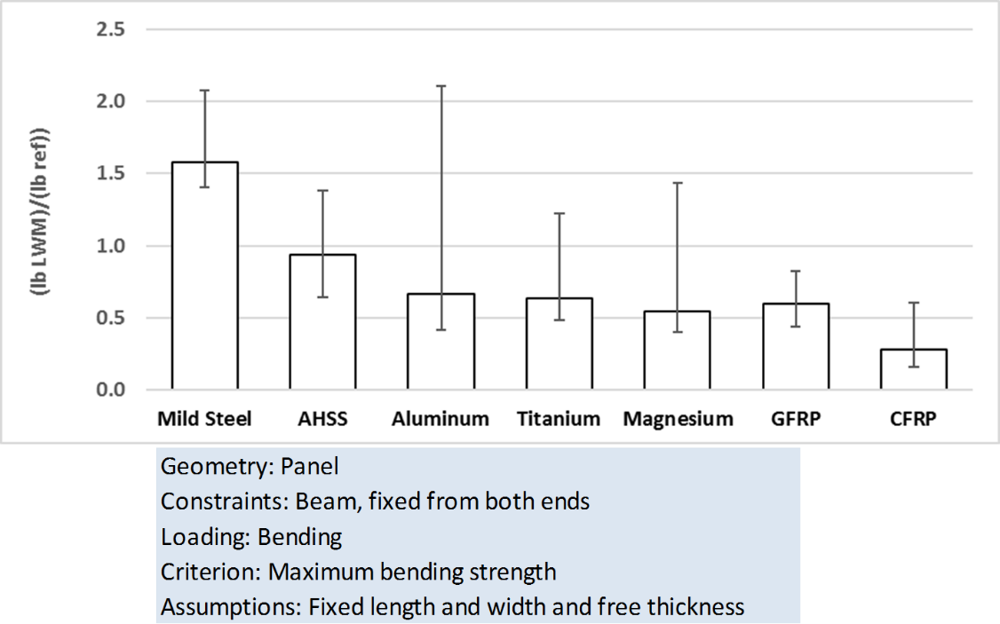 2.5
2.0
1.5
1.0
0.5
0.0
(lb LWM)/(lb ref))
Mild Steel AHSS Aluminum Titanium Magnesium GFRP CFRP
Geometry: Panel
Constraints: Beam, fixed from both ends
Loading: Bending
Criterion: Maximum bending strength
Assumptions: Fixed length and width and free thickness